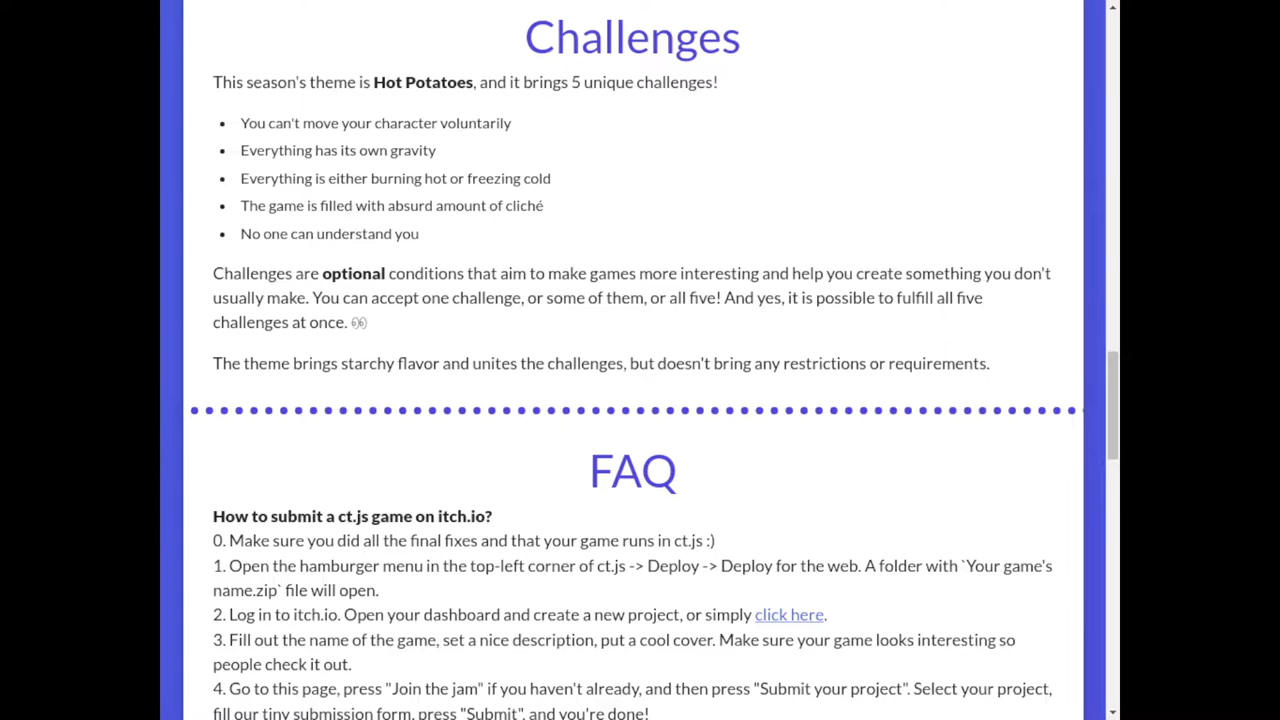 Challenges
This season's theme is Hot Potatoes, and it brings 5 unique challenges!
• You can't move your character voluntarily
• Everything has its own gravity
• Everything is either burning hot or freezing cold
• The game is filled with absurd amount of cliché
• No one can understand you
Challenges are optional conditions that aim to make games more interesting and help you create something you don't
usually make. You can accept one challenge, or some of them, or all five! And yes, it is possible to fulfill all five
challenges at once. 👀
The theme brings starchy flavor and unites the challenges, but doesn't bring any restrictions or requirements.
FAQ
How to submit a ct.js game on itch.io?
0. Make sure you did all the final fixes and that your game runs in ct.js :)
1. Open the hamburger menu in the top-left corner of ct.js -> Deploy -> Deploy for the web. A folder with `Your game's
name.zip` file will open.
2. Log in to itch.io. Open your dashboard and create a new project, or simply click here.
3. Fill out the name of the game, set a nice description, put a cool cover. Make sure your game looks interesting so
people check it out.
4. Go to this page, press "Join the jam" if you haven't already, and then press "Submit your project". Select your project,
fill our tiny submission form, press "Submit", and you're done!